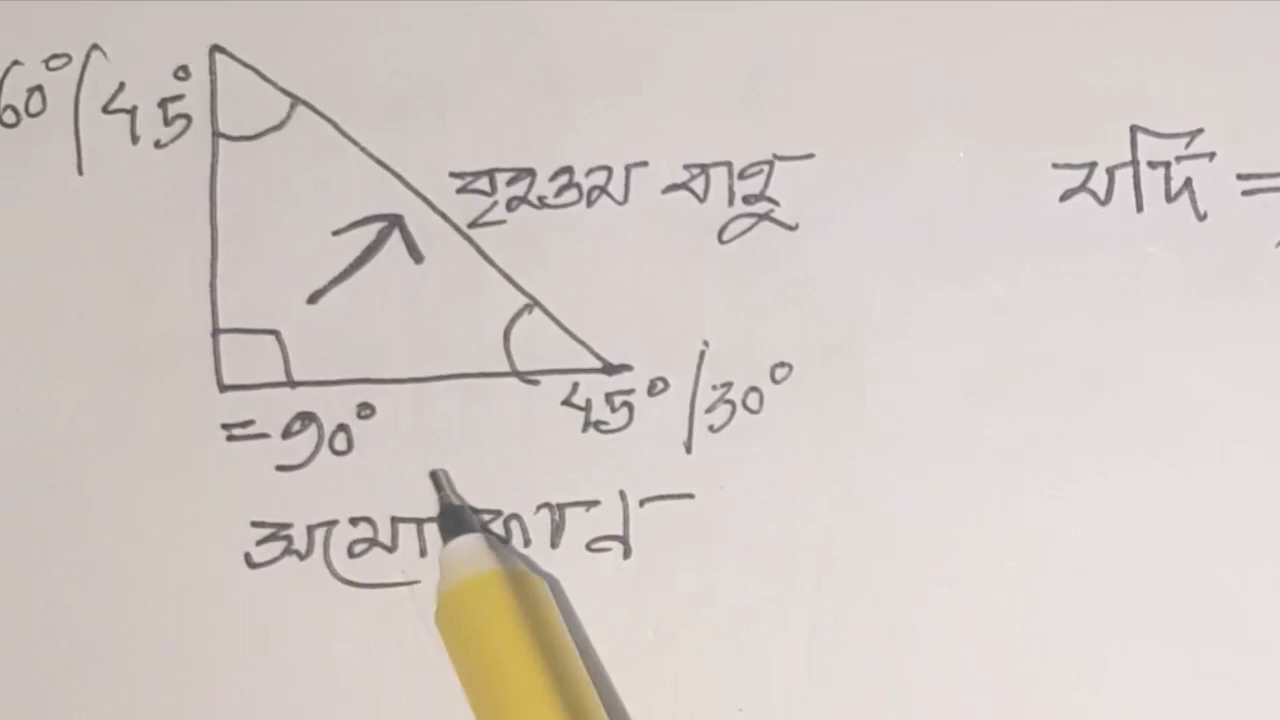 60°/45°
বৃহত্তম বাহু
যদি =
45°/30°
= 90°